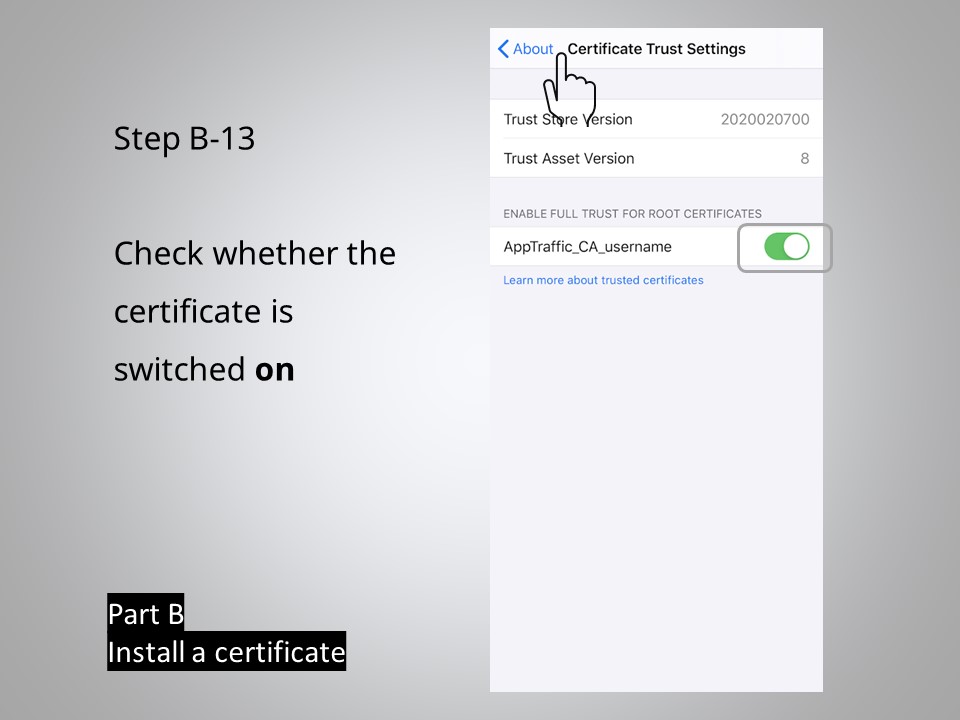 Step B-13
Check whether the
certificate is
switched on
Part B
Install a certificate
About
Certificate Trust Settings
Trust Store Version 2020020700
Trust Asset Version 8
ENABLE FULL TRUST FOR ROOT CERTIFICATES
AppTraffic_CA_username
Learn more about trusted certificates